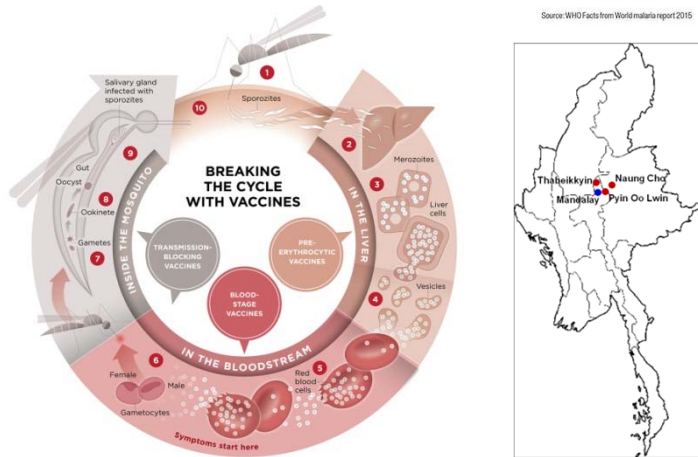 Source: WHO Facts from World malaria report 2015
1
Salivary gland
infected with
sporozites
10
Sporozites
2
9
BREAKING
THE CYCLE
WITH VACCINES
Merozoites
3
Gut
Oocyst
8
Liver
cells
Ookinete
INSIDE THE MOSQUITO
IN THE LIVER
TRANSMISSION-
BLOCKING
VACCINES
PRE-
ERYTHROCYTIC
VACCINES
Gametes
7
BLOOD-
STAGE
VACCINES
4
Vesicles
IN THE BLOODSTREAM
6
5
Female
Male
Red blood
cells
Gametocytes
Symptoms start here
Thabeikkyin
Naung Cho
Mandalay
Pyin Oo Lwin